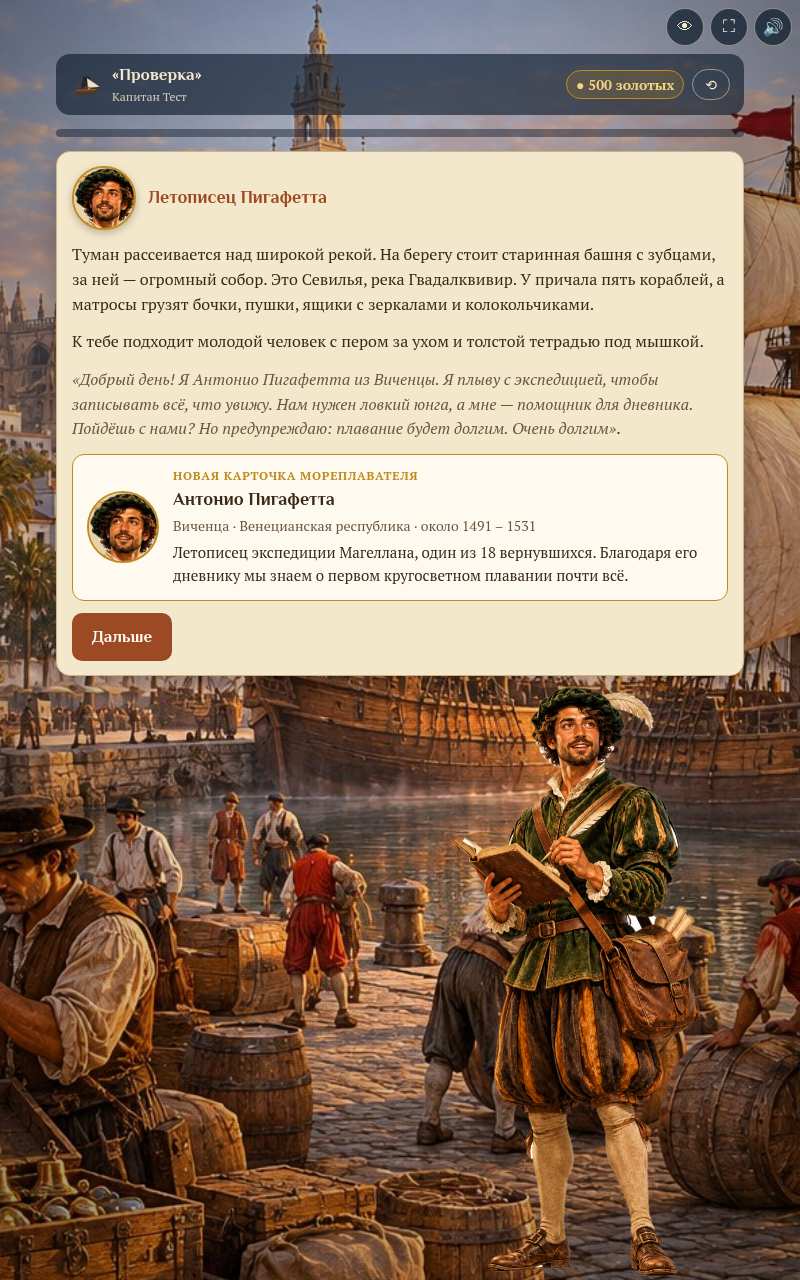 «Проверка»
Капитан Тест
● 500 золотых
Летописец Пигафетта
Туман рассеивается над широкой рекой. На берегу стоит старинная башня с зубцами,
за ней — огромный собор. Это Севилья, река Гвадалквивир. У причала пять кораблей, а
матросы грузят бочки, пушки, ящики с зеркалами и колокольчиками.
К тебе подходит молодой человек с пером за ухом и толстой тетрадью под мышкой.
«Добрый день! Я Антонио Пигафетта из Виченцы. Я плыву с экспедицией, чтобы
записывать всё, что увижу. Нам нужен ловкий юнга, а мне — помощник для дневника.
Пойдёшь с нами? Но предупреждаю: плавание будет долгим. Очень долгим».
НОВАЯ КАРТОЧКА МОРЕПЛАВАТЕЛЯ
Антонио Пигафетта
Виченца · Венецианская республика · около 1491 – 1531
Летописец экспедиции Магеллана, один из 18 вернувшихся. Благодаря его
дневнику мы знаем о первом кругосветном плавании почти всё.
Дальше